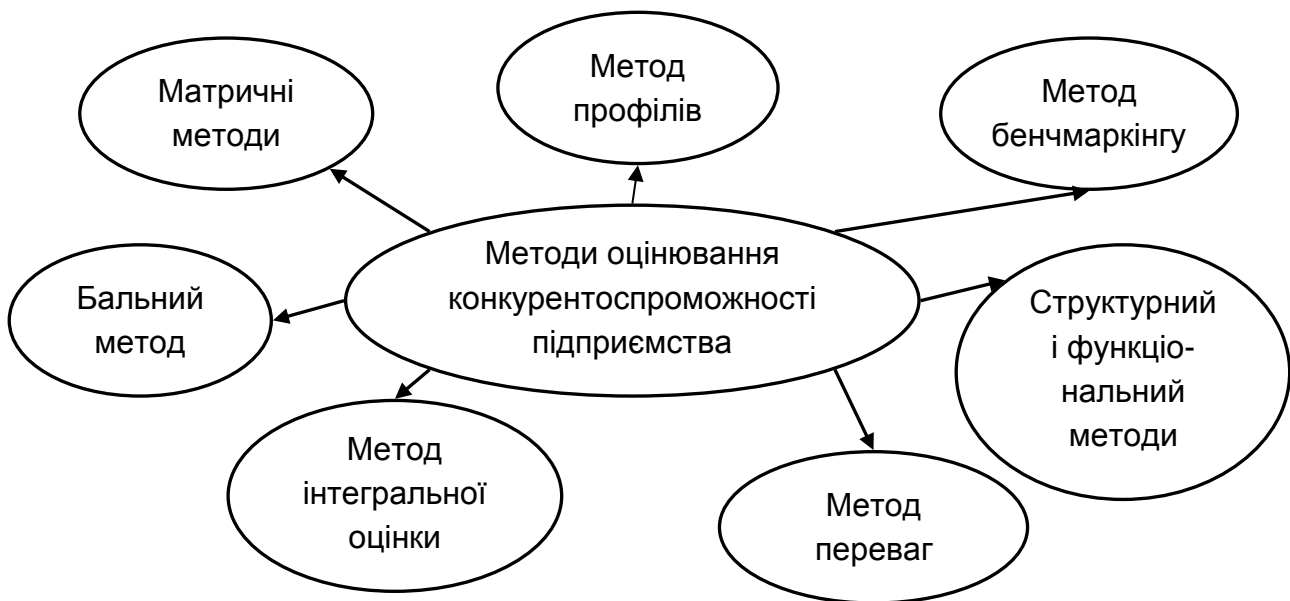 Матричні
методи
Метод
профілів
Метод
бенчмаркінгу
Методи оцінювання
конкурентоспроможності
підприємства
Бальний
метод
Структурний
і функціо-
нальний
методи
Метод
інтегральної
оцінки
Метод
переваг